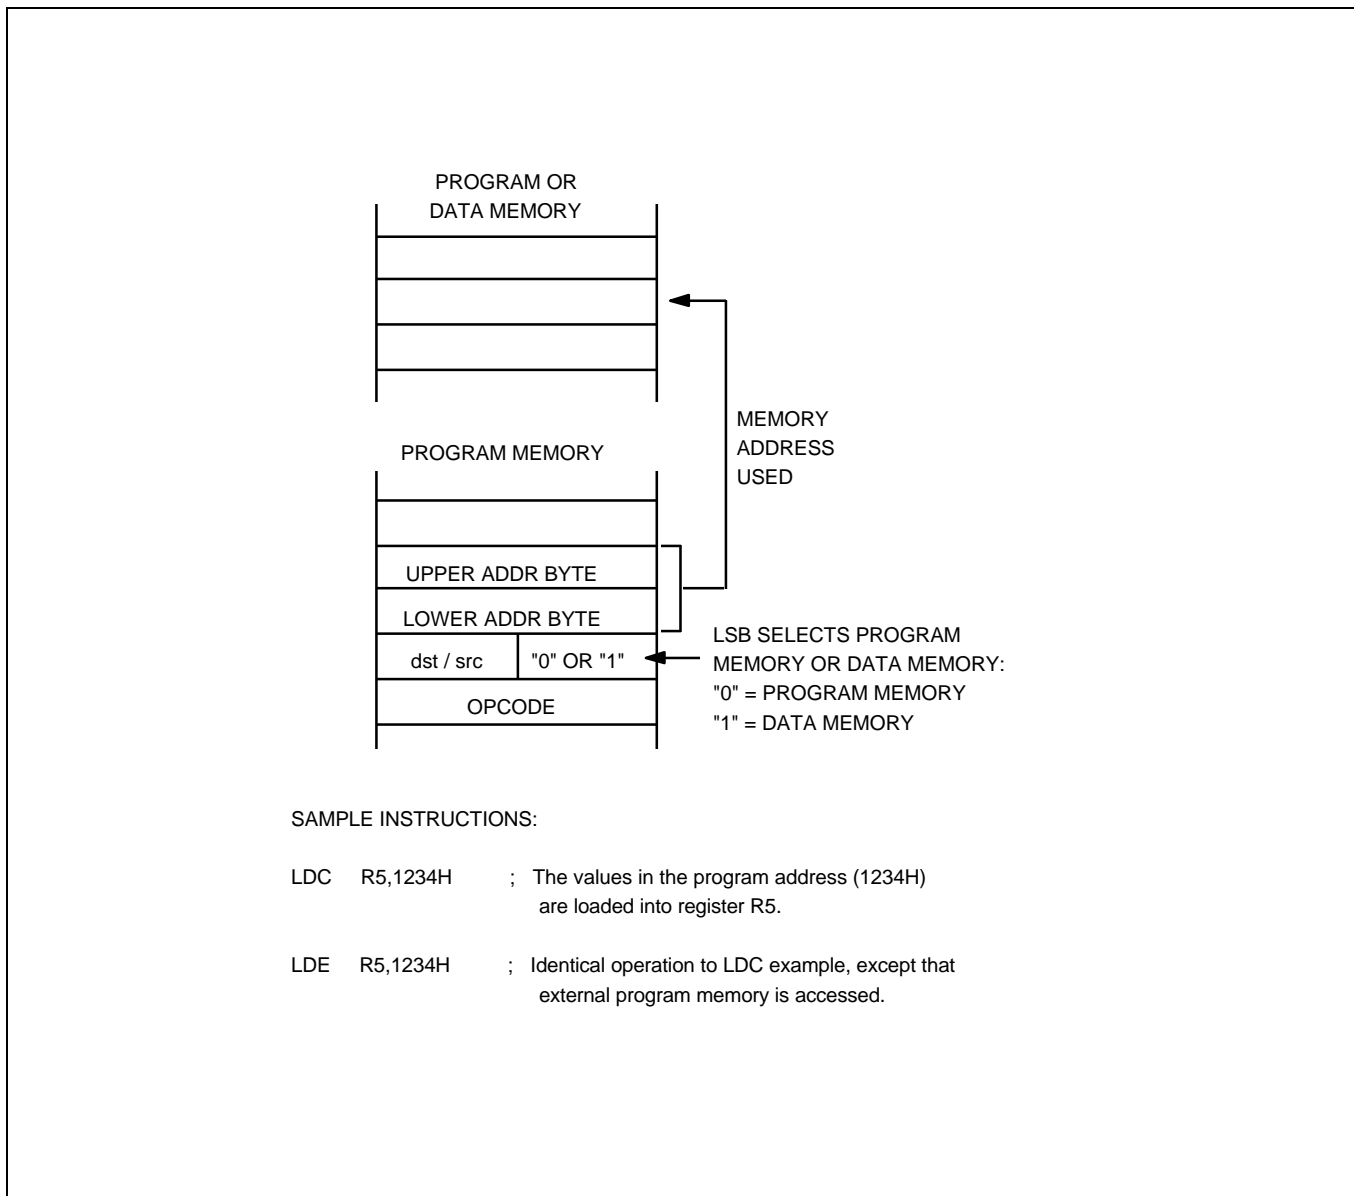 PROGRAM OR
DATA MEMORY
MEMORY
ADDRESS
USED
PROGRAM MEMORY
UPPER ADDR BYTE
LOWER ADDR BYTE
dst / src "0" OR "1"
OPCODE
LSB SELECTS PROGRAM
MEMORY OR DATA MEMORY:
"0" = PROGRAM MEMORY
"1" = DATA MEMORY
SAMPLE INSTRUCTIONS:
LDC R5,1234H ; The values in the program address (1234H)
are loaded into register R5.
LDE R5,1234H ; Identical operation to LDC example, except that
external program memory is accessed.